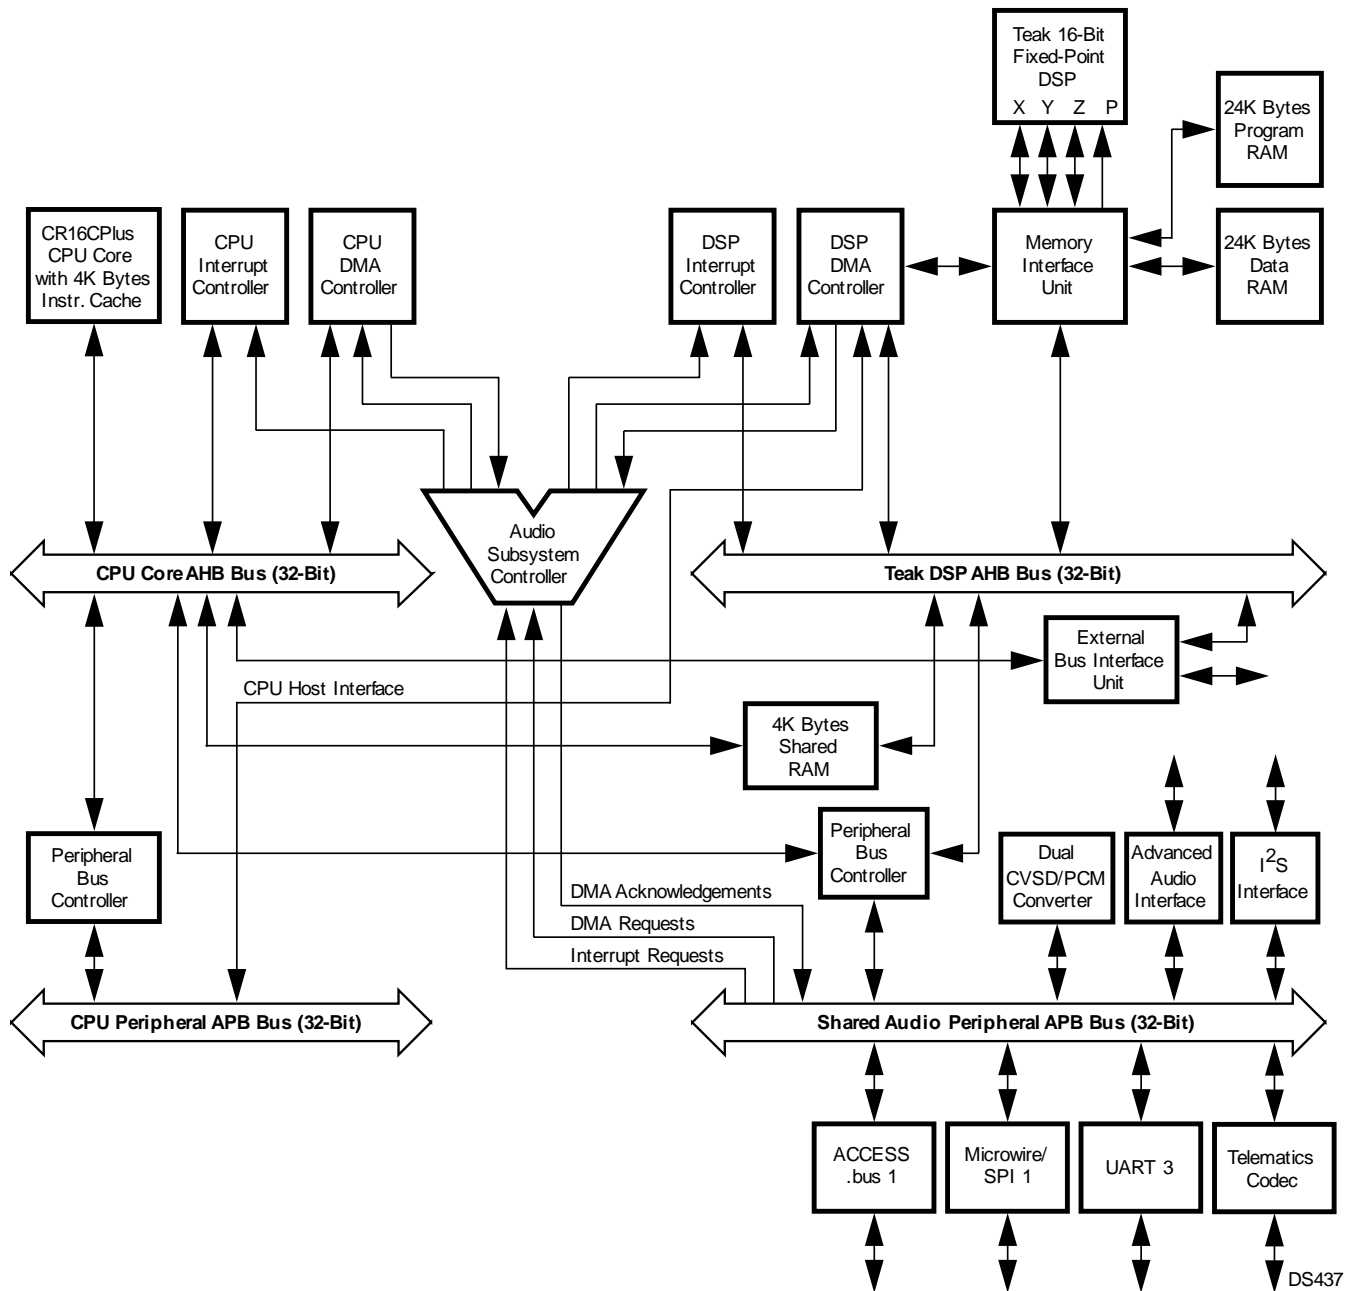 Teak 16-Bit
Fixed-Point
DSP
X Y Z P
24K Bytes
Program
RAM
CR16CPlus
CPU Core
with 4K Bytes
Instr. Cache
CPU
Interrupt
Controller
CPU
DMA
Controller
DSP
Interrupt
Controller
DSP
DMA
Controller
Memory
Interface
Unit
24K Bytes
Data
RAM
Audio
Subsystem
Controller
CPU Core AHB Bus (32-Bit)
Teak DSP AHB Bus (32-Bit)
External
Bus Interface
Unit
CPU Host Interface
4K Bytes
Shared
RAM
Peripheral
Bus
Controller
Peripheral
Bus
Controller
Dual
CVSD/PCM
Converter
Advanced
Audio
Interface
I²S
Interface
DMA Acknowledgements
DMA Requests
Interrupt Requests
CPU Peripheral APB Bus (32-Bit)
Shared Audio Peripheral APB Bus (32-Bit)
ACCESS
.bus 1
Microwire/
SPI 1
UART 3
Telematics
Codec
DS437